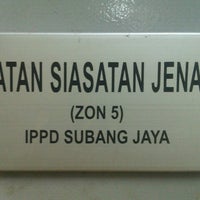 ATAN SIASATAN JENA
(ZON 5)
IPPD SUBANG JAYA